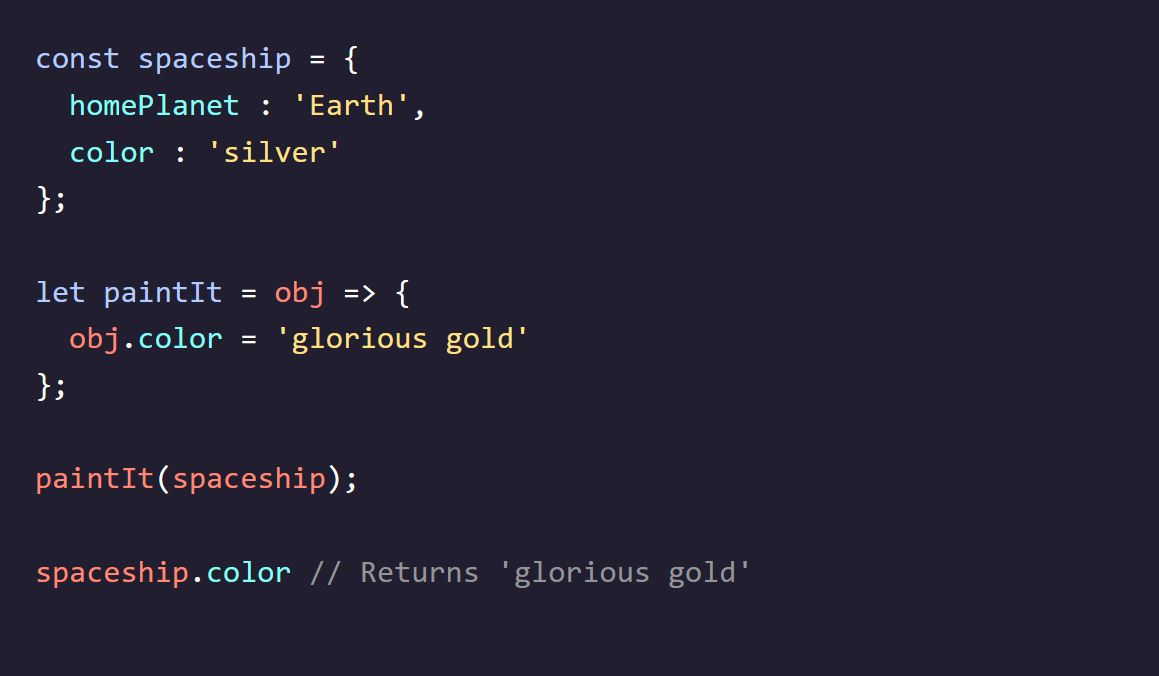 const spaceship = {
  homePlanet : 'Earth',
  color : 'silver'
};

let paintIt = obj => {
  obj.color = 'glorious gold'
};

paintIt(spaceship);

spaceship.color // Returns 'glorious gold'